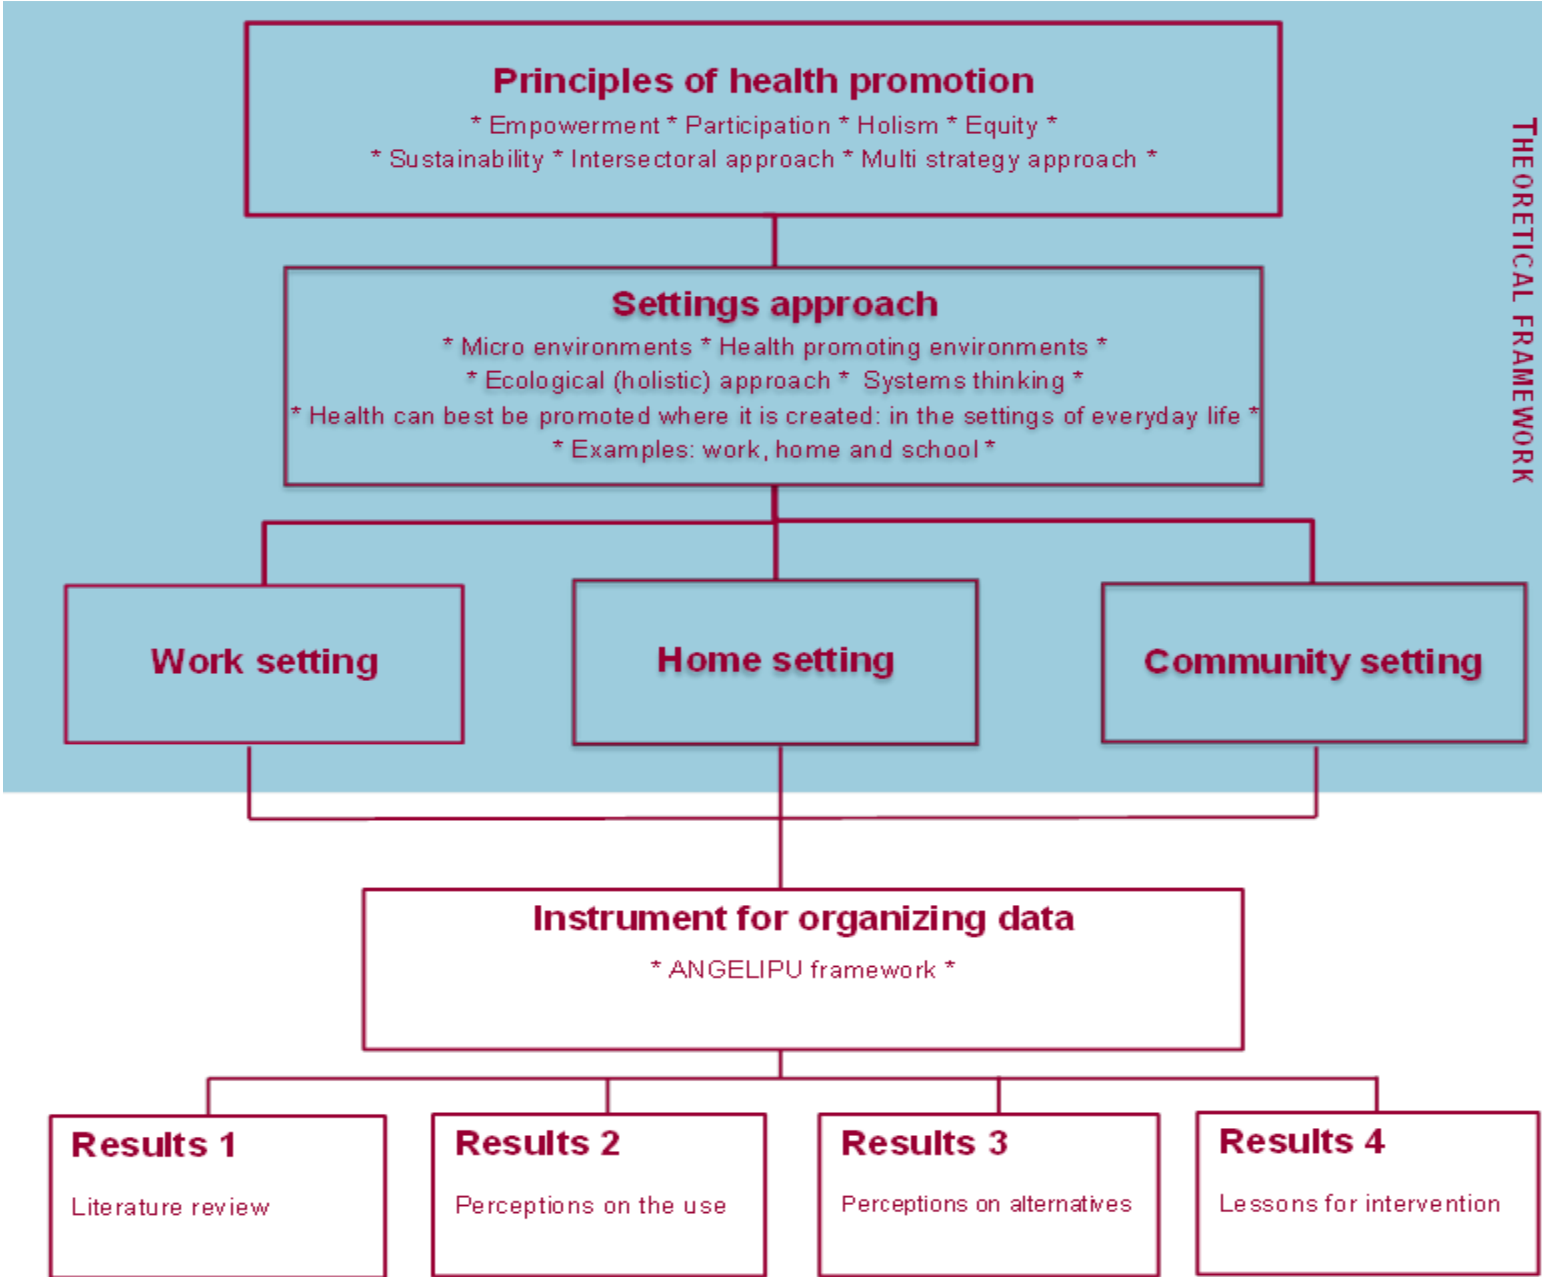 Principles of health promotion
* Empowerment * Participation * Holism * Equity *
* Sustainability * Intersectoral approach * Multi strategy approach *
THEORETICAL FRAMEWORK
Settings approach
* Micro environments * Health promoting environments *
* Ecological (holistic) approach * Systems thinking *
* Health can best be promoted where it is created: in the settings of everyday life *
* Examples: work, home and school *
Work setting
Home setting
Community setting
Instrument for organizing data
* ANGELIPU framework *
Results 1
Literature review
Results 2
Perceptions on the use
Results 3
Perceptions on alternatives
Results 4
Lessons for intervention